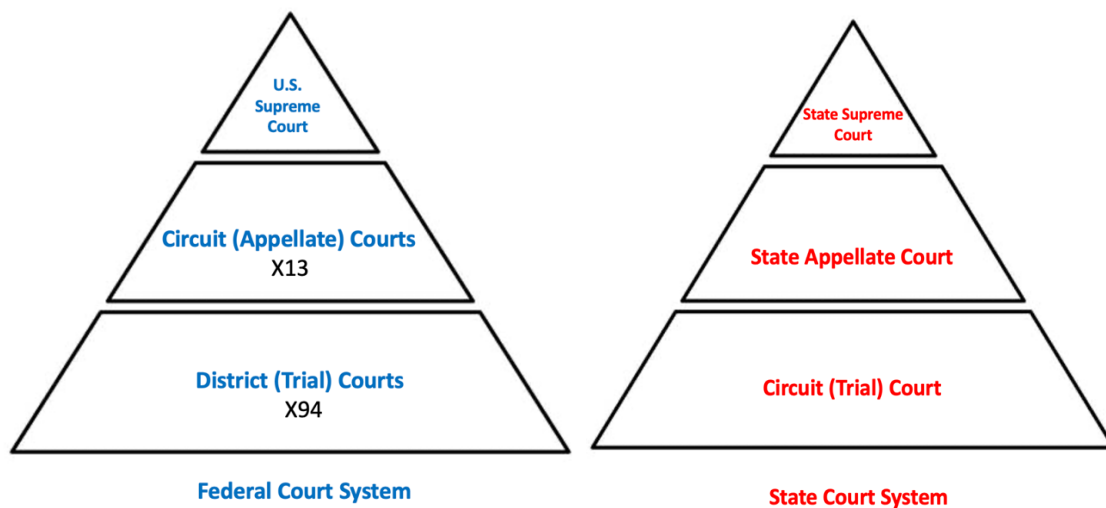 U.S.
Supreme
Court
Circuit (Appellate) Courts
X13
District (Trial) Courts
X94
Federal Court System
State Supreme
Court
State Appellate Court
Circuit (Trial) Court
State Court System